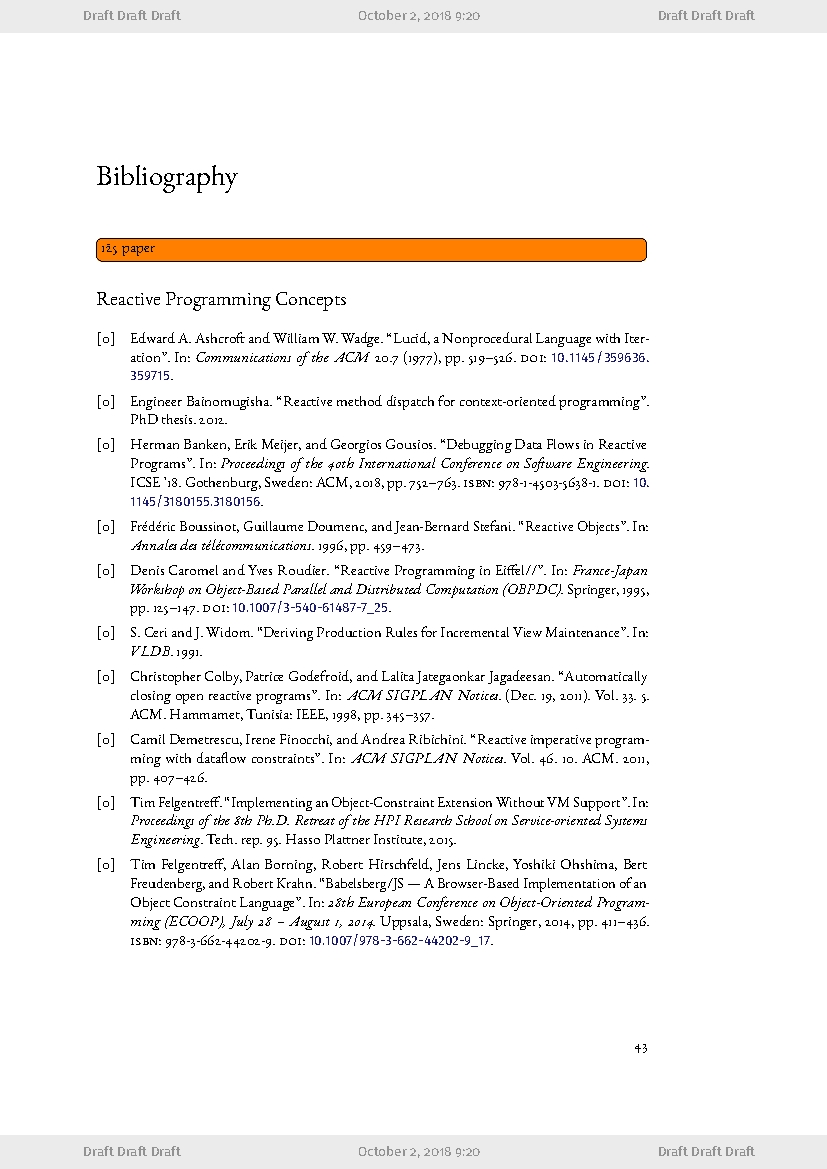 Draft Draft Draft October 2, 2018 9:20 Draft Draft Draft
Bibliography
125 paper
Reactive Programming Concepts
[0] Edward A. Ashcroft and William W. Wadge. “Lucid, a Nonprocedural Language with Iter-
ation”. In: Communications of the ACM 20.7 (1977), pp. 519–526. DOI: 10.1145/359636.
359715.
[0] Engineer Bainomugisha. “Reactive method dispatch for context-oriented programming”.
PhD thesis. 2012.
[0] Herman Banken, Erik Meijer, and Georgios Gousios. “Debugging Data Flows in Reactive
Programs”. In: Proceedings of the 40th International Conference on Software Engineering.
ICSE ’18. Gothenburg, Sweden: ACM, 2018, pp. 752–763. ISBN: 978-1-4503-5638-1. DOI: 10.
1145/3180155.3180156.
[0] Frédéric Boussinot, Guillaume Doumenc, and Jean-Bernard Stefani. “Reactive Objects”. In:
Annales des télécommunications. 1996, pp. 459–473.
[0] Denis Caromel and Yves Roudier. “Reactive Programming in Eiffel//”. In: France-Japan
Workshop on Object-Based Parallel and Distributed Computation (OBPDC). Springer, 1995,
pp. 125–147. DOI: 10.1007/3-540-61487-7_25.
[0] S. Ceri and J. Widom. “Deriving Production Rules for Incremental View Maintenance”. In:
VLDB. 1991.
[0] Christopher Colby, Patrice Godefroid, and Lalita Jategaonkar Jagadeesan. “Automatically
closing open reactive programs”. In: ACM SIGPLAN Notices. (Dec. 19, 2011). Vol. 33. 5.
ACM. Hammamet, Tunisia: IEEE, 1998, pp. 345–357.
[0] Camil Demetrescu, Irene Finocchi, and Andrea Ribichini. “Reactive imperative program-
ming with dataflow constraints”. In: ACM SIGPLAN Notices. Vol. 46. 10. ACM. 2011,
pp. 407–426.
[0] Tim Felgentreff. “Implementing an Object-Constraint Extension Without VM Support”. In:
Proceedings of the 8th Ph.D. Retreat of the HPI Research School on Service-oriented Systems
Engineering. Tech. rep. 95. Hasso Plattner Institute, 2015.
[0] Tim Felgentreff, Alan Borning, Robert Hirschfeld, Jens Lincke, Yoshiki Ohshima, Bert
Freudenberg, and Robert Krahn. “Babelsberg/JS — A Browser-Based Implementation of an
Object Constraint Language”. In: 28th European Conference on Object-Oriented Program-
ming (ECOOP), July 28 – August 1, 2014. Uppsala, Sweden: Springer, 2014, pp. 411–436.
ISBN: 978-3-662-44202-9. DOI: 10.1007/978-3-662-44202-9_17.
43
Draft Draft Draft October 2, 2018 9:20 Draft Draft Draft